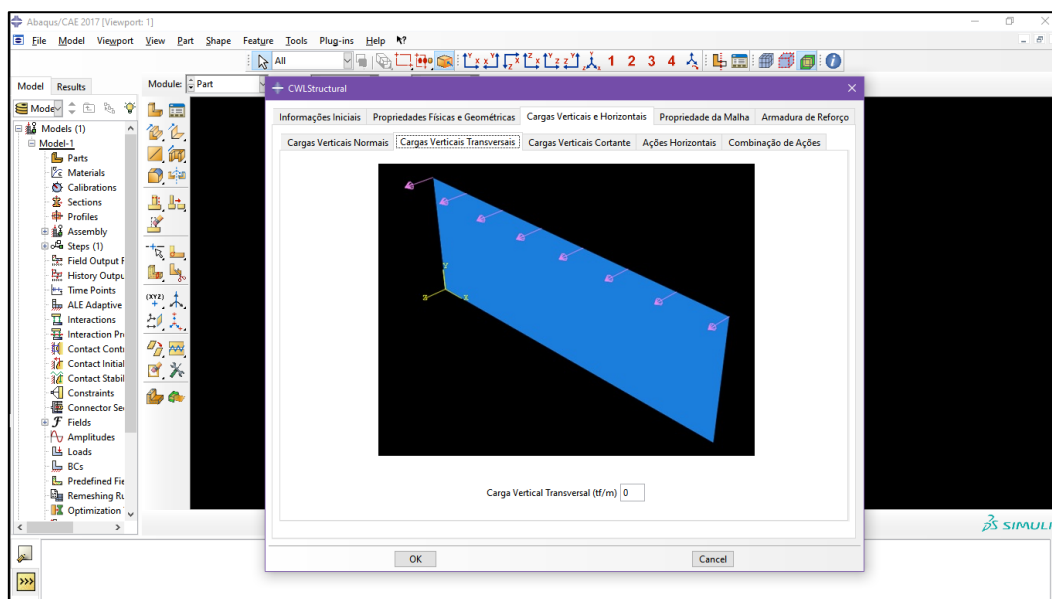 Abaqus/CAE 2017 [Viewport: 1]
File Model Viewport View Part Shape Feature Tools Plug-ins Help
All
1 2 3 4
Model Results
Module: Part
Mode
Models (1)
Model-1
Parts
Materials
Calibrations
Sections
Profiles
Assembly
Steps (1)
Field Output R
History Outpu
Time Points
ALE Adaptive
Interactions
Interaction Pr
Contact Contr
Contact Initial
Contact Stabil
Constraints
Connector Se
Fields
Amplitudes
Loads
BCs
Predefined Fie
Remeshing Ru
Optimization
(XYZ)
CWLStructural
Informações Iniciais Propriedades Físicas e Geométricas Cargas Verticais e Horizontais Propriedade da Malha Armadura de Reforço
Cargas Verticais Normais Cargas Verticais Transversais Cargas Verticais Cortante Ações Horizontais Combinação de Ações
Y
Z X
Carga Vertical Transversal (tf/m) 0
OK Cancel
SIMULI
>>>